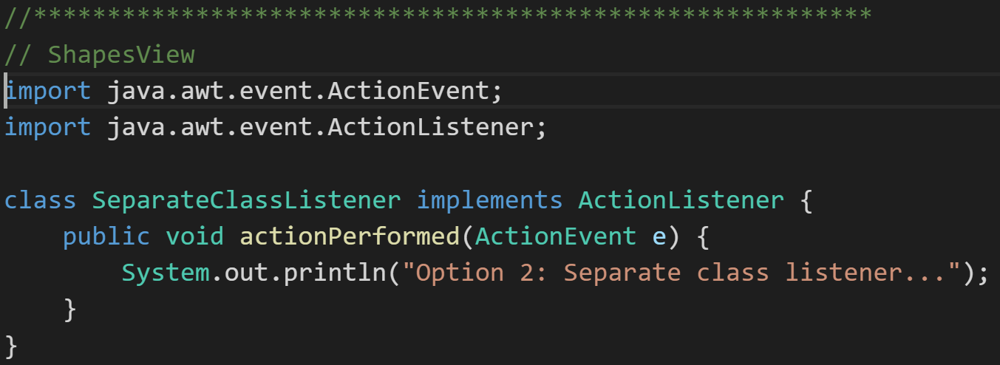 //*********************************************************
// ShapesView
import java.awt.event.ActionEvent;
import java.awt.event.ActionListener;

class SeparateClassListener implements ActionListener {
    public void actionPerformed(ActionEvent e) {
        System.out.println("Option 2: Separate class listener...");
    }
}